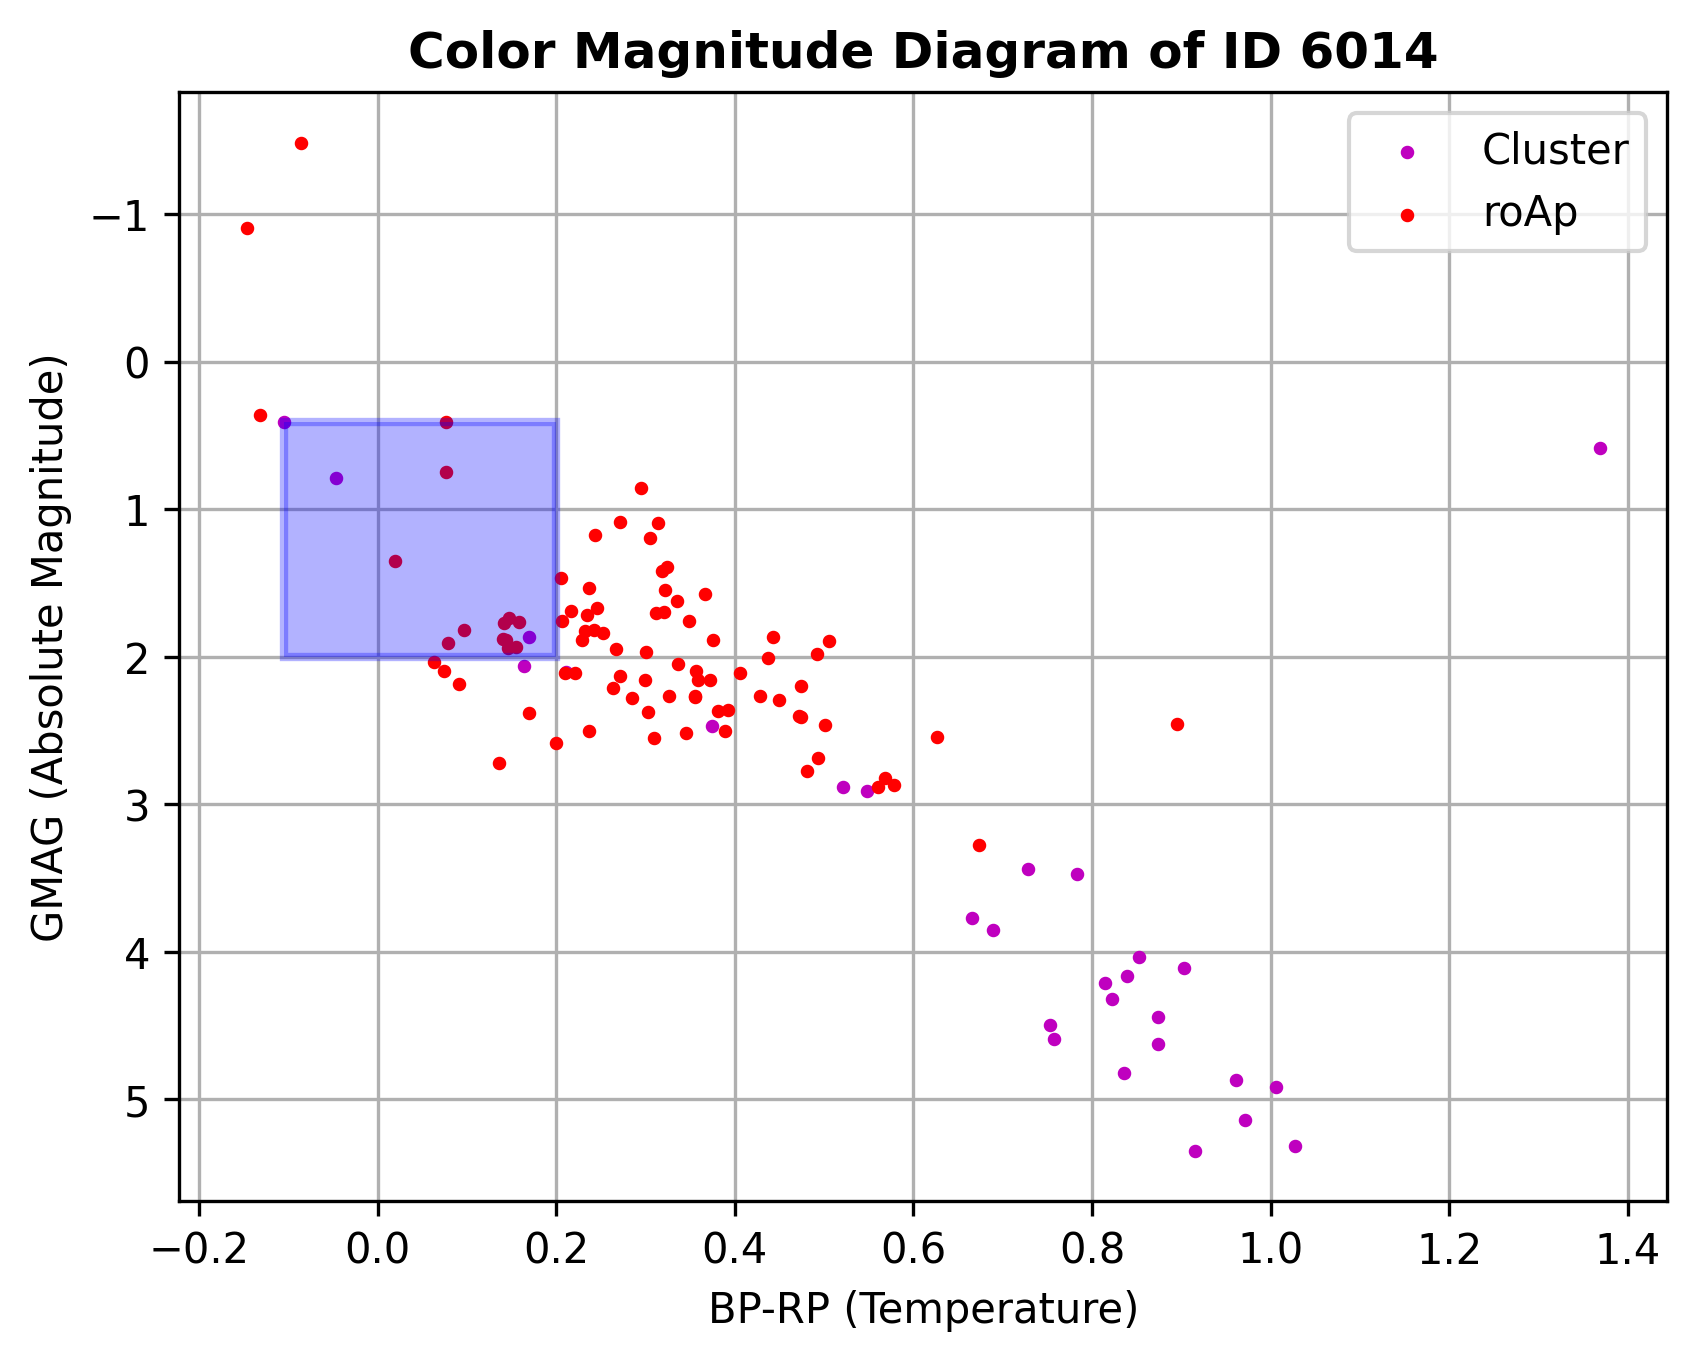 Color Magnitude Diagram of ID 6014
Cluster
roAp
GMAG (Absolute Magnitude)
−1
0
1
2
3
4
5
−0.2 0.0 0.2 0.4 0.6 0.8 1.0 1.2 1.4
BP-RP (Temperature)